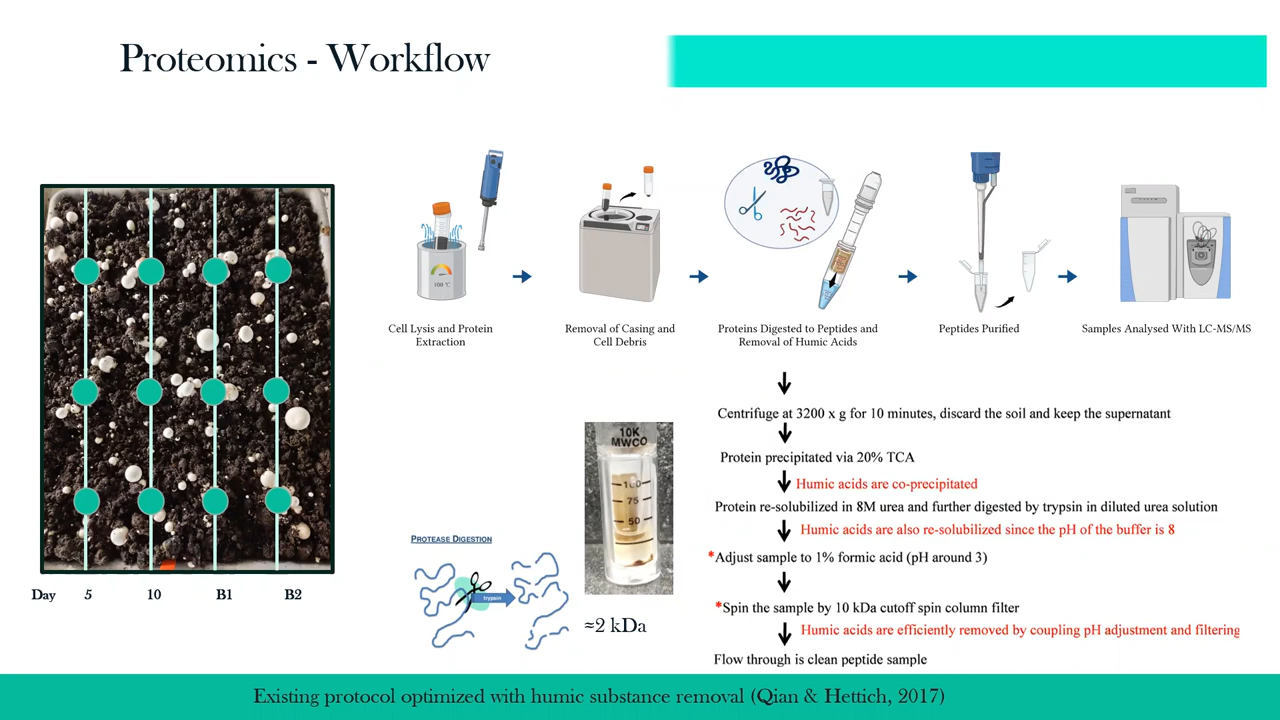 Proteomics - Workflow
100 °C
Cell Lysis and Protein
Extraction
Removal of Casing and
Cell Debris
Proteins Digested to Peptides and
Removal of Humic Acids
Peptides Purified
Samples Analysed With LC-MS/MS
Day 5 10 B1 B2
PROTEASE DIGESTION
trypsin
10K
MWCO
100
75
50
≈2 kDa
Centrifuge at 3200 x g for 10 minutes, discard the soil and keep the supernatant
Protein precipitated via 20% TCA
Humic acids are co-precipitated
Protein re-solubilized in 8M urea and further digested by trypsin in diluted urea solution
Humic acids are also re-solubilized since the pH of the buffer is 8
*Adjust sample to 1% formic acid (pH around 3)
*Spin the sample by 10 kDa cutoff spin column filter
Humic acids are efficiently removed by coupling pH adjustment and filtering
Flow through is clean peptide sample
Existing protocol optimized with humic substance removal (Qian & Hettich, 2017)